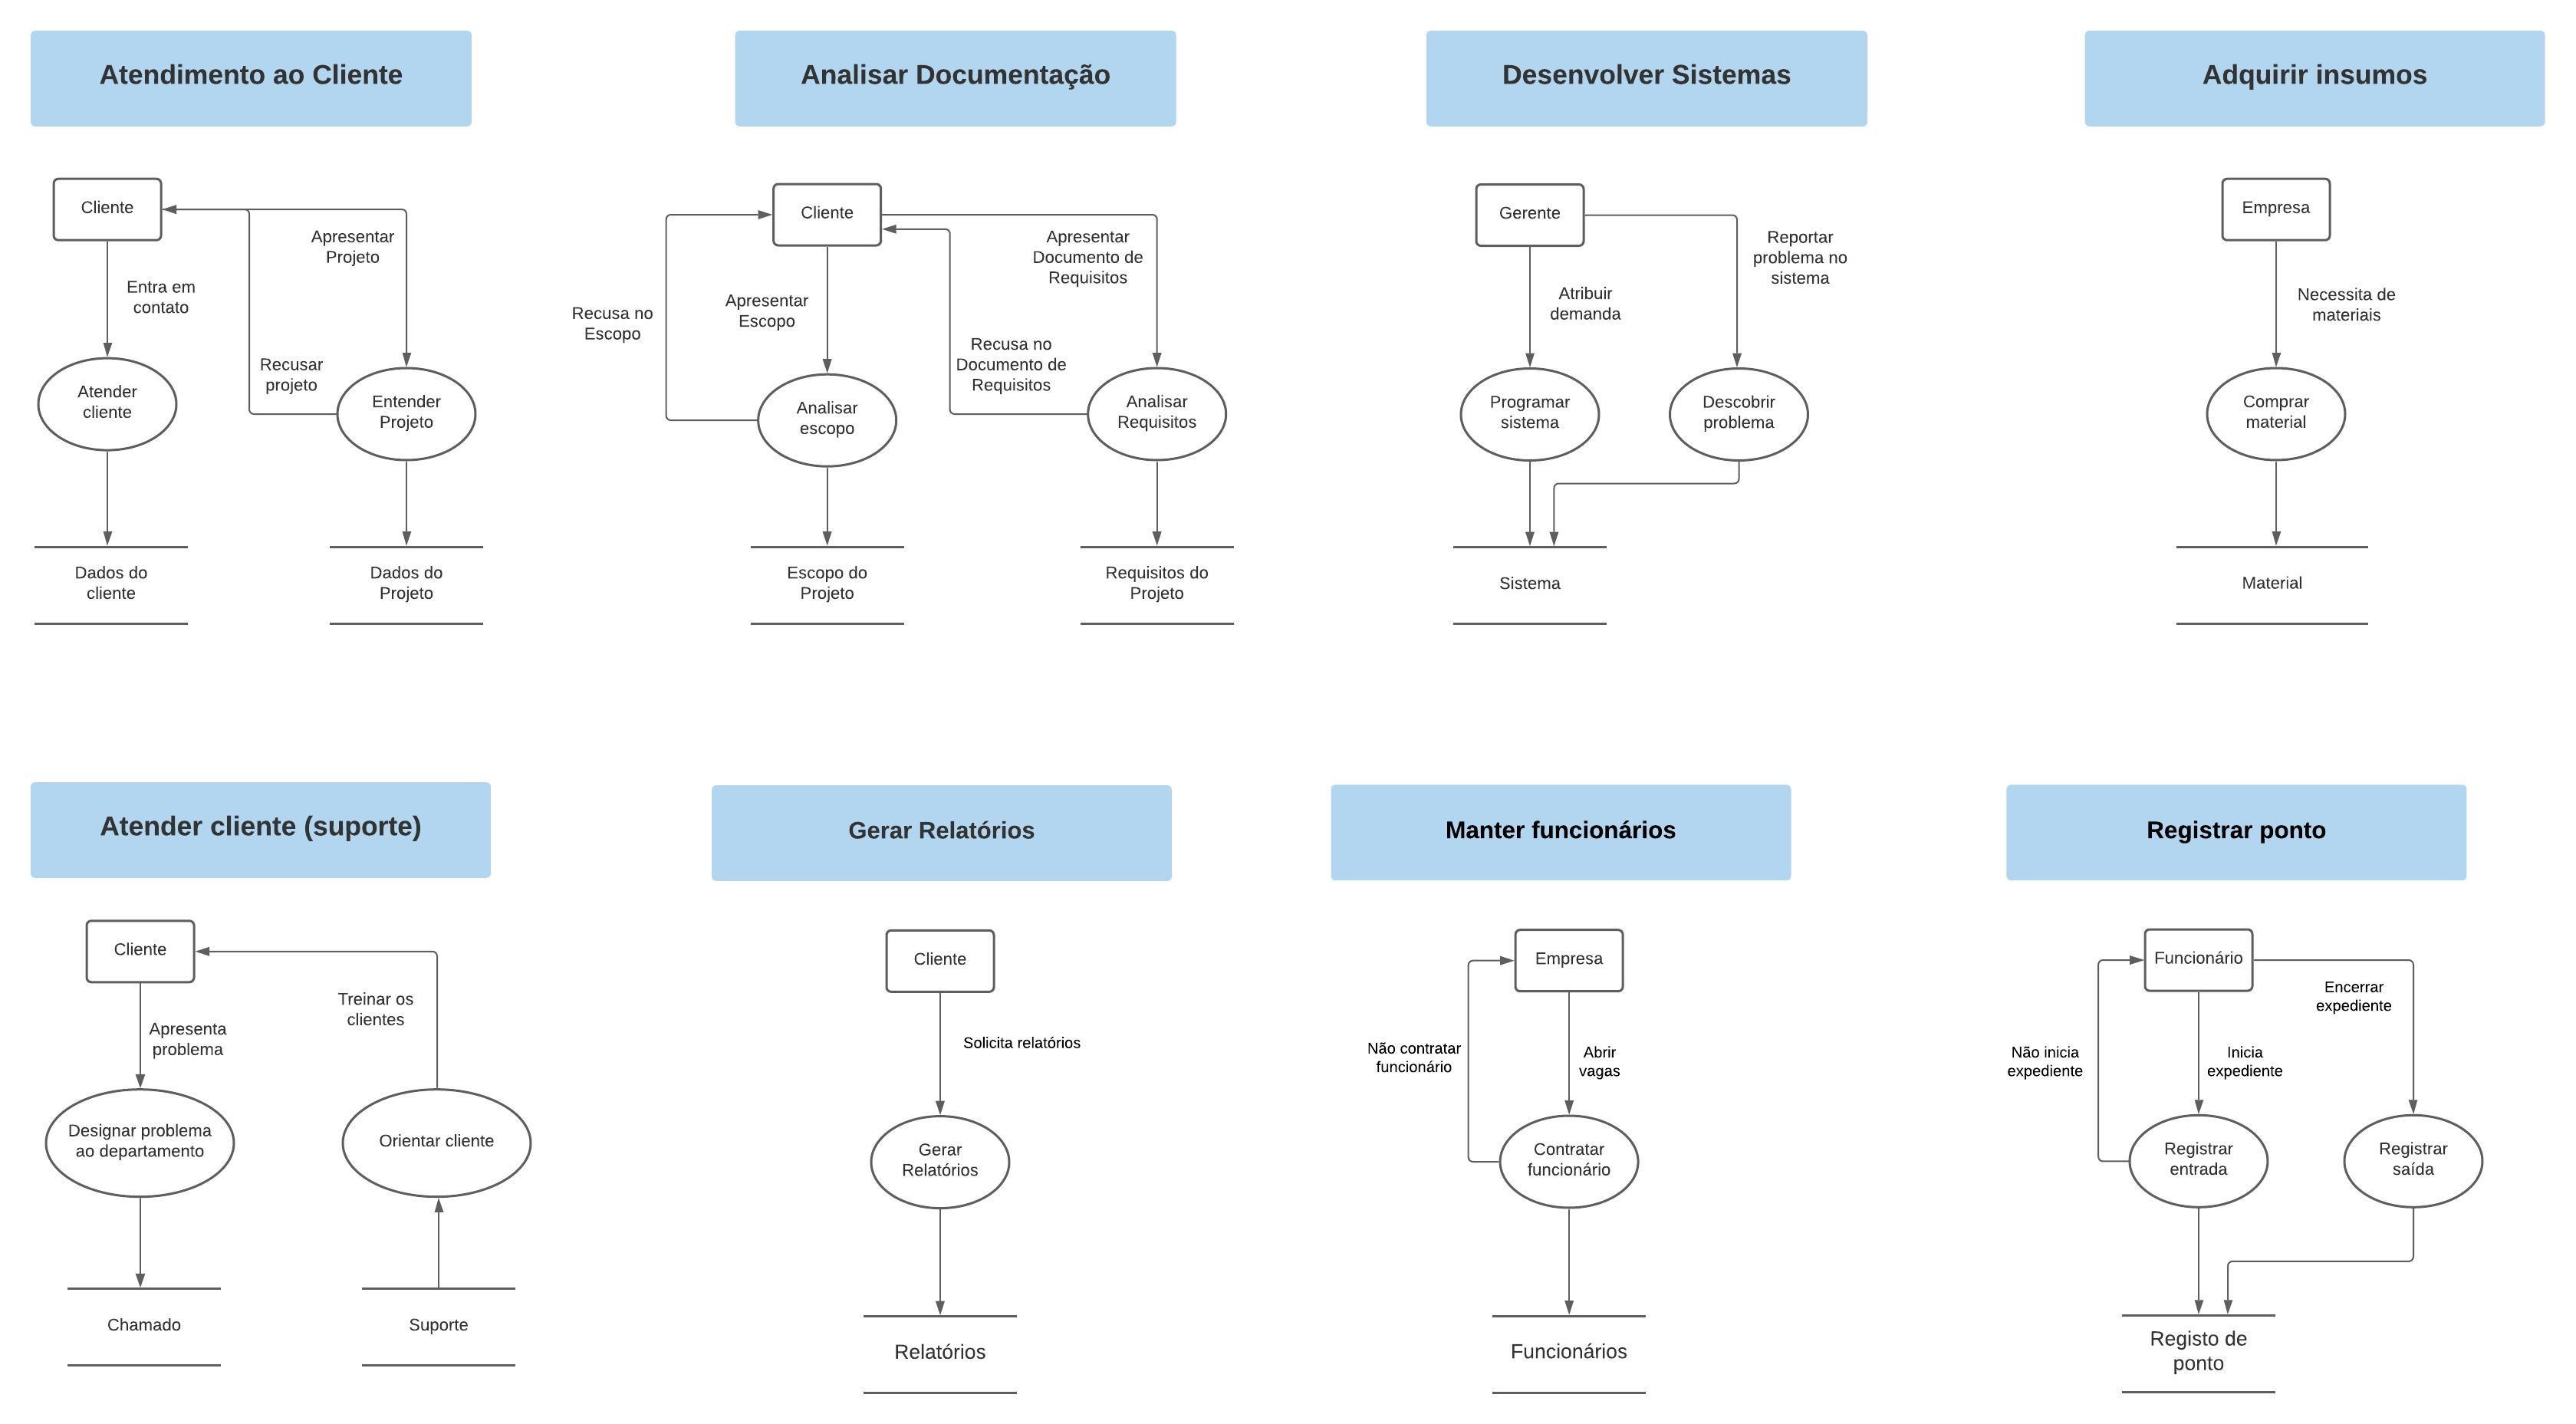 Atendimento ao Cliente
Cliente
Apresentar
Projeto
Entra em
contato
Recusar
projeto
Atender
cliente
Entender
Projeto
Dados do
cliente
Dados do
Projeto
Analisar Documentação
Cliente
Apresentar
Documento de
Requisitos
Recusa no
Escopo
Apresentar
Escopo
Recusa no
Documento de
Requisitos
Analisar
escopo
Analisar
Requisitos
Escopo do
Projeto
Requisitos do
Projeto
Desenvolver Sistemas
Gerente
Reportar
problema no
sistema
Atribuir
demanda
Programar
sistema
Descobrir
problema
Sistema
Adquirir insumos
Empresa
Necessita de
materiais
Comprar
material
Material
Atender cliente (suporte)
Cliente
Treinar os
clientes
Apresenta
problema
Designar problema
ao departamento
Orientar cliente
Chamado
Suporte
Gerar Relatórios
Cliente
Solicita relatórios
Gerar
Relatórios
Relatórios
Manter funcionários
Empresa
Não contratar
funcionário
Abrir
vagas
Contratar
funcionário
Funcionários
Registrar ponto
Funcionário
Encerrar
expediente
Não inicia
expediente
Inicia
expediente
Registrar
entrada
Registrar
saída
Registo de
ponto